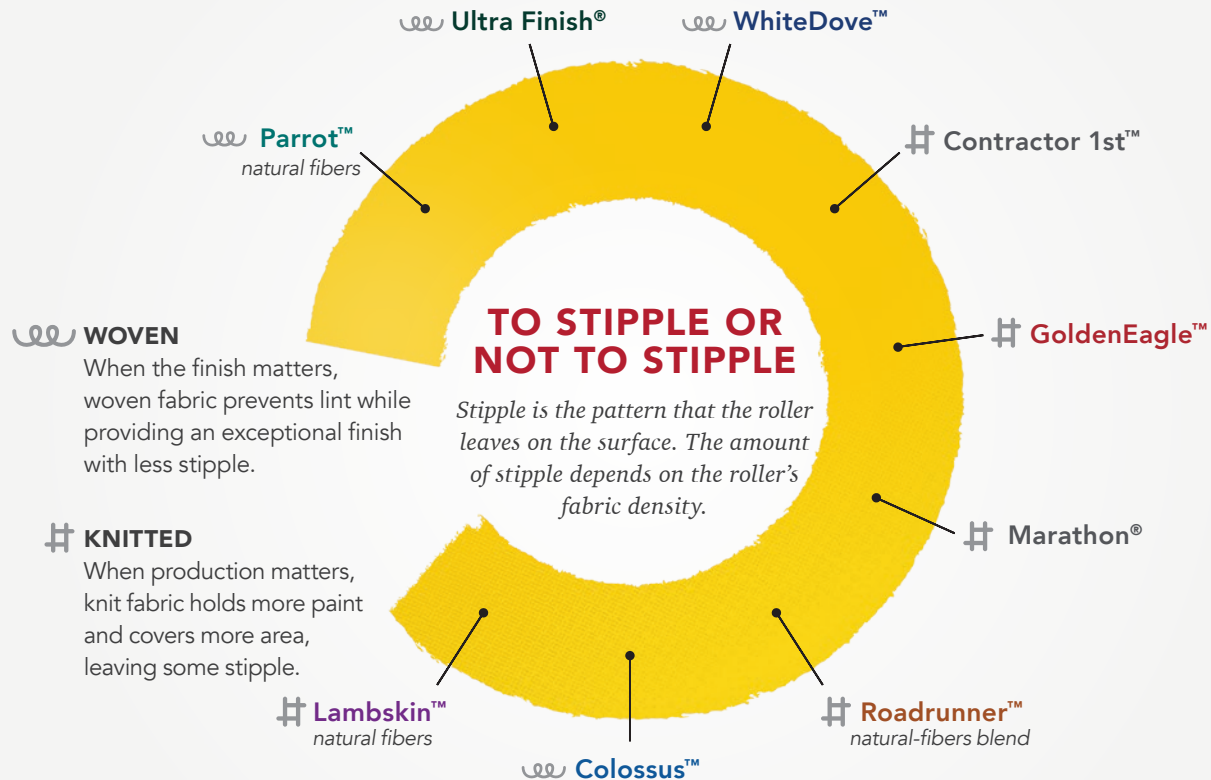 Ultra Finish®
WhiteDove™
Parrot™
natural fibers
Contractor 1st™
GoldenEagle™
TO STIPPLE OR
NOT TO STIPPLE
Stipple is the pattern that the roller
leaves on the surface. The amount
of stipple depends on the roller’s
fabric density.
WOVEN
When the finish matters,
woven fabric prevents lint while
providing an exceptional finish
with less stipple.
KNITTED
When production matters,
knit fabric holds more paint
and covers more area,
leaving some stipple.
Marathon®
Lambskin™
natural fibers
Roadrunner™
natural-fibers blend
Colossus™